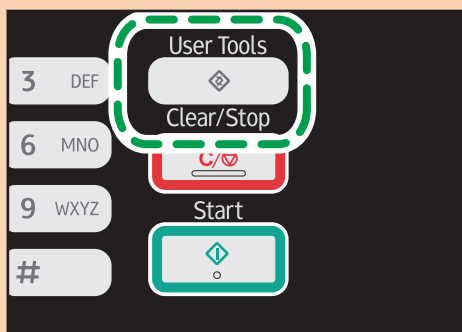 User Tools
3 DEF
Clear/Stop
6 MNO
C/
9 WXYZ
Start
#